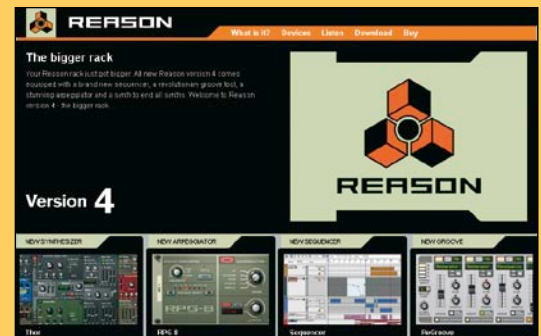 REASON
What is it? Devices Listen Download Buy
The bigger rack
Your Reason rack just got bigger. All new Reason version 4 comes
equipped with a brand new sequencer, a revolutionary groove tool, a
stunning arpeggiator and a synth to end all synths. Welcome to Reason
version 4 - the bigger rack.
REASON
Version 4
NEW SYNTHESIZER NEW ARPEGGIATOR NEW SEQUENCER NEW GROOVE
RPG-8
Thor RPG-8 Sequencer ReGroove